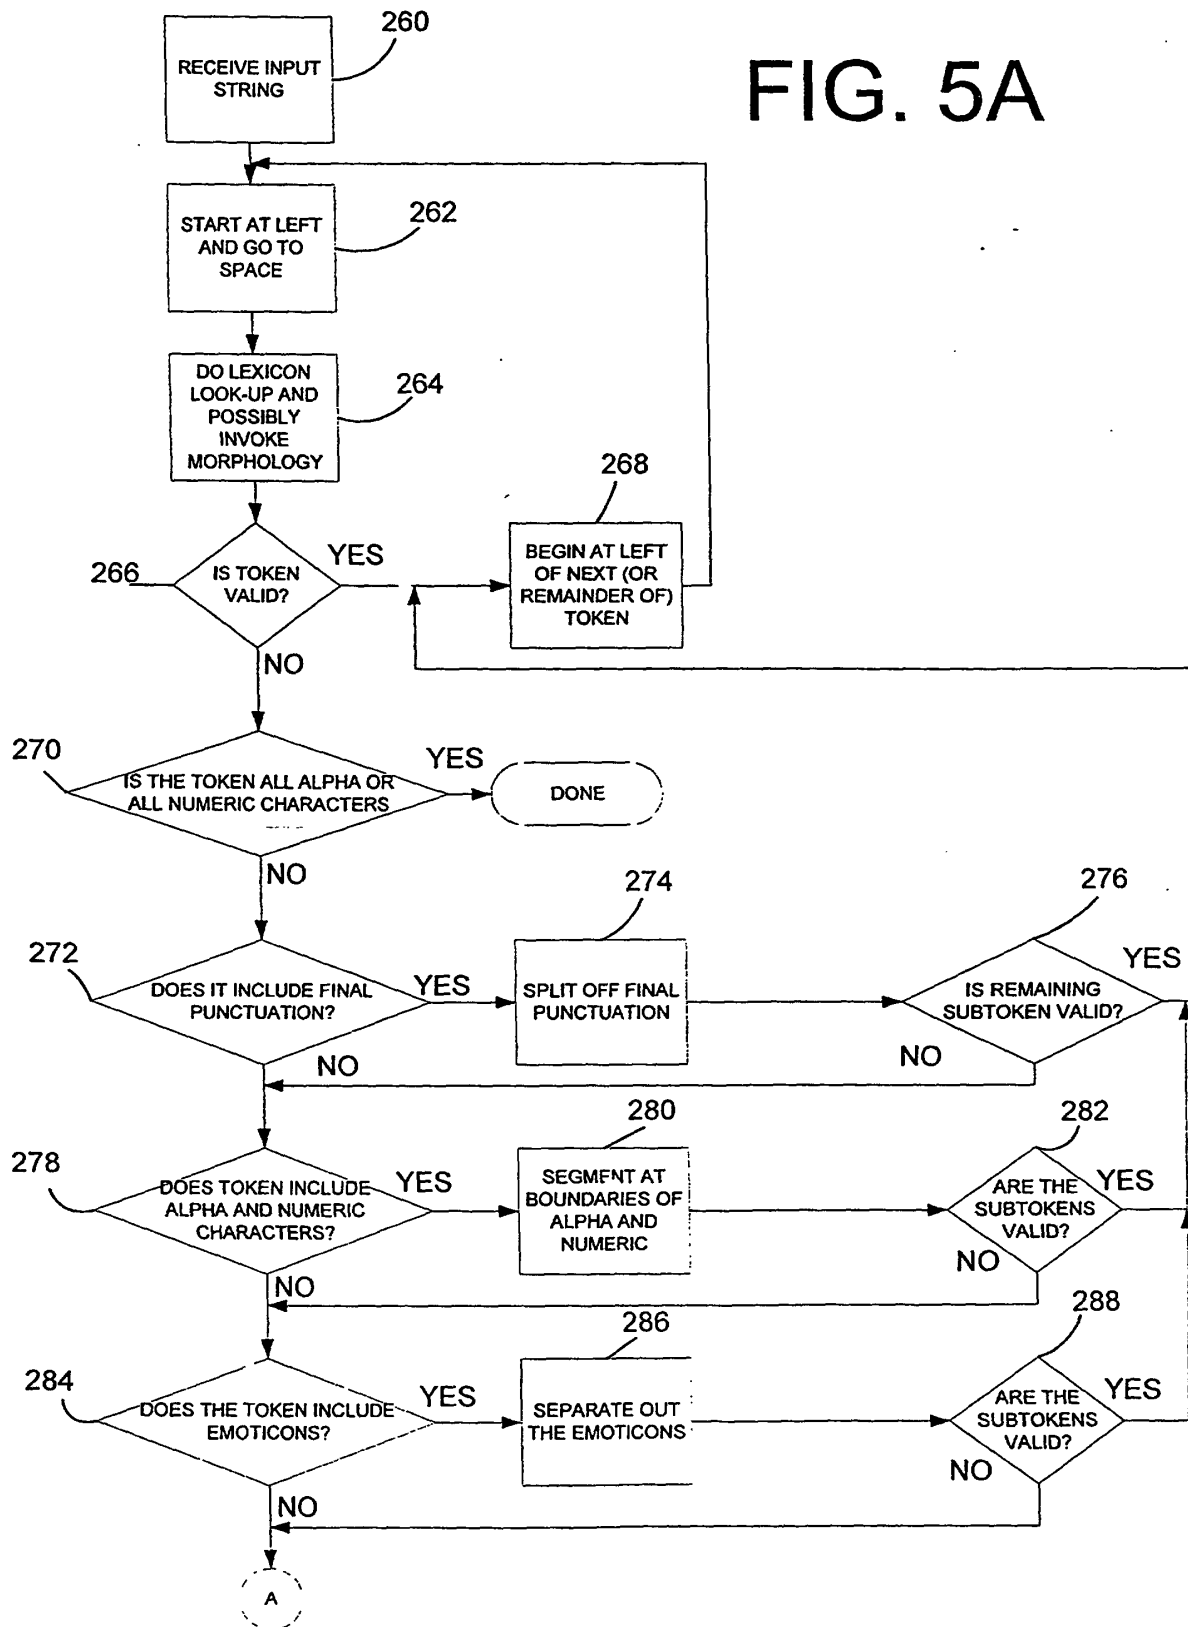 FIG. 5A
260
RECEIVE INPUT
STRING
262
START AT LEFT
AND GO TO
SPACE
264
DO LEXICON
LOOK-UP AND
POSSIBLY
INVOKE
MORPHOLOGY
266
IS TOKEN
VALID?
YES
NO
268
BEGIN AT LEFT
OF NEXT (OR
REMAINDER OF)
TOKEN
270
IS THE TOKEN ALL ALPHA OR
ALL NUMERIC CHARACTERS
YES
NO
DONE
272
DOES IT INCLUDE FINAL
PUNCTUATION?
YES
NO
274
SPLIT OFF FINAL
PUNCTUATION
276
IS REMAINING
SUBTOKEN VALID?
YES
NO
278
DOES TOKEN INCLUDE
ALPHA AND NUMERIC
CHARACTERS?
YES
NO
280
SEGMENT AT
BOUNDARIES OF
ALPHA AND
NUMERIC
282
ARE THE
SUBTOKENS
VALID?
YES
NO
284
DOES THE TOKEN INCLUDE
EMOTICONS?
YES
NO
286
SEPARATE OUT
THE EMOTICONS
288
ARE THE
SUBTOKENS
VALID?
YES
NO
A